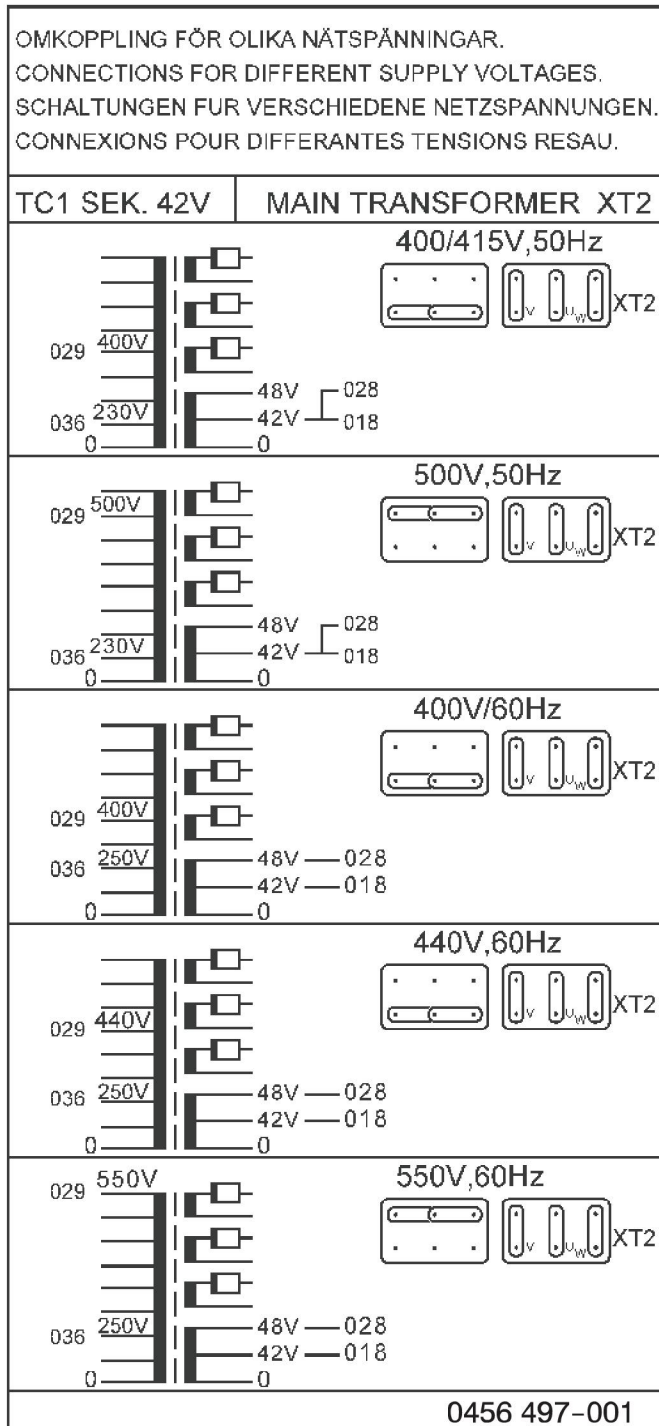 OMKOPPLING FÖR OLIKA NÄTSPÄNNINGAR.
CONNECTIONS FOR DIFFERENT SUPPLY VOLTAGES.
SCHALTUNGEN FUR VERSCHIEDENE NETZSPANNUNGEN.
CONNEXIONS POUR DIFFERANTES TENSIONS RESAU.
TC1 SEK. 42V MAIN TRANSFORMER XT2
400/415V,50Hz
V U W XT2
029 400V
48V 028
036 230V 42V 018
0 0
500V,50Hz
029 500V
V U W XT2
48V 028
036 230V 42V 018
0 0
400V/60Hz
V U W XT2
029 400V
036 250V 48V 028
42V 018
0 0
440V,60Hz
V U W XT2
029 440V
036 250V 48V 028
42V 018
0 0
029 550V 550V,60Hz
V U W XT2
036 250V 48V 028
42V 018
0 0
0456 497-001